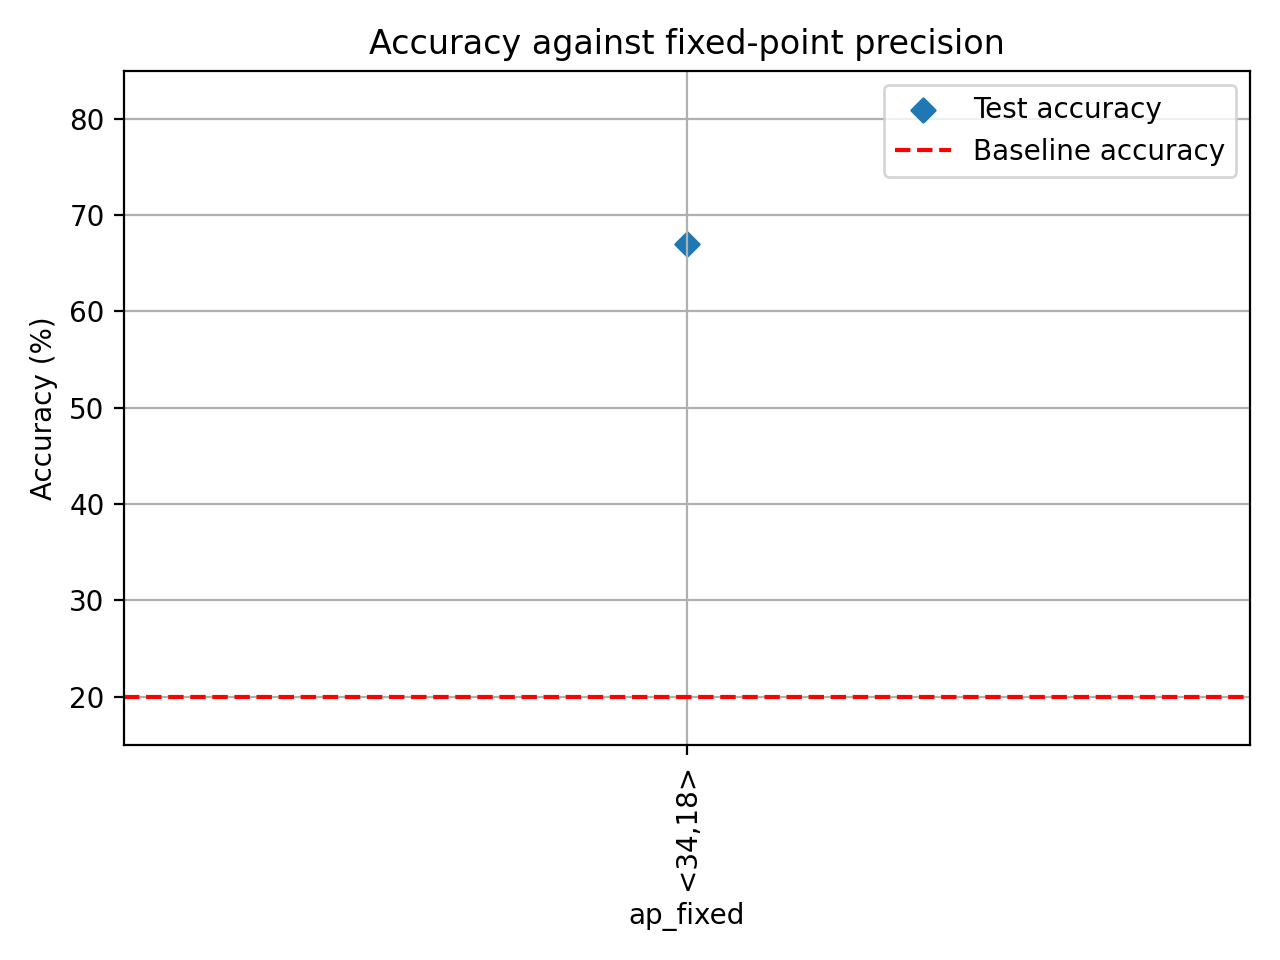 Accuracy against fixed-point precision
Test accuracy
Baseline accuracy
80
70
60
50
40
30
20
Accuracy (%)
<34,18>
ap_fixed